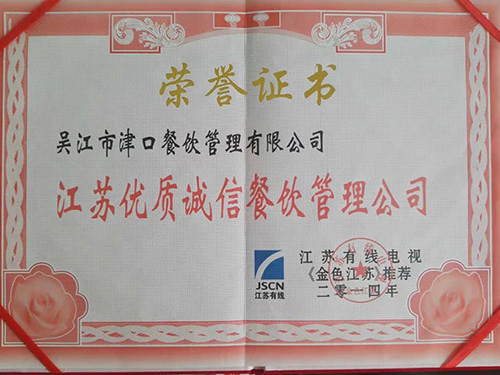 荣誉证书
吴江市津口餐饮管理有限公司
江苏优质诚信餐饮管理公司
JSCN
江苏有线
江苏有线电视
《金色江苏》推荐
二零一四年